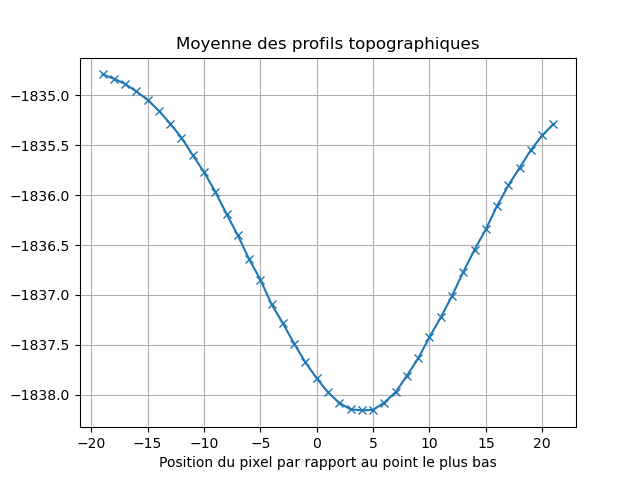 Moyenne des profils topographiques
−1835.0
−1835.5
−1836.0
−1836.5
−1837.0
−1837.5
−1838.0
−20 −15 −10 −5 0 5 10 15 20
Position du pixel par rapport au point le plus bas